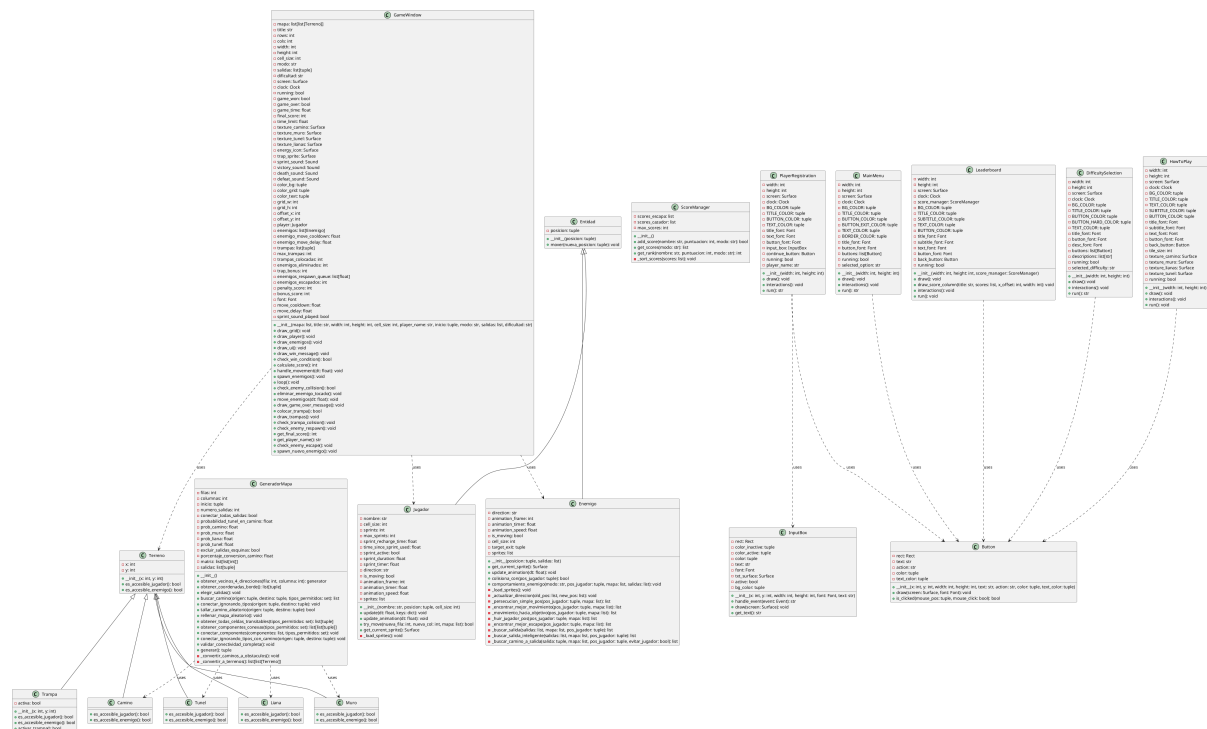 GameWindow
mapa: list[list[Terreno]]
title: str
rows: int
cols: int
width: int
height: int
cell_size: int
modo: str
salidas: list[tuple]
dificultad: str
screen: Surface
clock: Clock
running: bool
game_won: bool
game_over: bool
game_time: float
final_score: int
time_limit: float
texture_camino: Surface
texture_muro: Surface
texture_tunel: Surface
texture_lianas: Surface
energy_icon: Surface
trap_sprite: Surface
sprint_sound: Sound
victory_sound: Sound
death_sound: Sound
defeat_sound: Sound
color_bg: tuple
color_grid: tuple
color_text: tuple
grid_w: int
grid_h: int
offset_x: int
offset_y: int
player: Jugador
enemigos: list[Enemigo]
enemigo_move_cooldown: float
enemigo_move_delay: float
trampas: list[tuple]
max_trampas: int
trampas_colocadas: int
enemigos_eliminados: int
trap_bonus: int
enemigos_respawn_queue: list[float]
enemigos_escapados: int
penalty_score: int
bonus_score: int
font: Font
move_cooldown: float
move_delay: float
sprint_sound_played: bool
__init__(mapa: list, title: str, width: int, height: int, cell_size: int, player_name: str, inicio: tuple, modo: str, salidas: list, dificultad: str)
draw_grid(): void
draw_player(): void
draw_enemigos(): void
draw_ui(): void
draw_win_message(): void
check_win_condition(): bool
calculate_score(): int
handle_movement(dt: float): void
spawn_enemigos(): void
loop(): void
check_enemy_collision(): bool
eliminar_enemigo_tocado(): void
move_enemigos(dt: float): void
draw_game_over_message(): void
colocar_trampa(): bool
draw_trampas(): void
check_trampa_colision(): void
check_enemy_respawn(): void
get_final_score(): int
get_player_name(): str
check_enemy_escape(): void
spawn_nuevo_enemigo(): void
Entidad
position: tuple
__init__(position: tuple)
mover(nueva_posicion: tuple): void
ScoreManager
scores_escapa: list
scores_cazador: list
max_scores: int
__init__()
add_score(nombre: str, puntuacion: int, modo: str): bool
get_scores(modo: str): list
get_rank(nombre: str, puntuacion: int, modo: str): int
_sort_scores(scores: list): void
PlayerRegistration
width: int
height: int
screen: Surface
clock: Clock
BG_COLOR: tuple
TITLE_COLOR: tuple
BUTTON_COLOR: tuple
TEXT_COLOR: tuple
title_font: Font
text_font: Font
button_font: Font
input_box: InputBox
continue_button: Button
running: bool
player_name: str
__init__(width: int, height: int)
draw(): void
interactions(): void
run(): str
MainMenu
width: int
height: int
screen: Surface
clock: Clock
BG_COLOR: tuple
TITLE_COLOR: tuple
BUTTON_COLOR: tuple
BUTTON_EXIT_COLOR: tuple
TEXT_COLOR: tuple
BORDER_COLOR: tuple
title_font: Font
button_font: Font
buttons: list[Button]
running: bool
selected_option: str
__init__(width: int, height: int)
draw(): void
interactions(): void
run(): str
Leaderboard
width: int
height: int
screen: Surface
clock: Clock
score_manager: ScoreManager
BG_COLOR: tuple
TITLE_COLOR: tuple
SUBTITLE_COLOR: tuple
TEXT_COLOR: tuple
BUTTON_COLOR: tuple
title_font: Font
subtitle_font: Font
text_font: Font
button_font: Font
back_button: Button
running: bool
__init__(width: int, height: int, score_manager: ScoreManager)
draw(): void
draw_score_column(title: str, scores: list, x_offset: int, width: int): void
interactions(): void
run(): void
DifficultySelection
width: int
height: int
screen: Surface
clock: Clock
BG_COLOR: tuple
TITLE_COLOR: tuple
BUTTON_COLOR: tuple
BUTTON_HARD_COLOR: tuple
TEXT_COLOR: tuple
title_font: Font
button_font: Font
desc_font: Font
buttons: list[Button]
descriptions: list[str]
running: bool
selected_difficulty: str
__init__(width: int, height: int)
draw(): void
interactions(): void
run(): str
HowToPlay
width: int
height: int
screen: Surface
clock: Clock
BG_COLOR: tuple
TITLE_COLOR: tuple
TEXT_COLOR: tuple
SUBTITLE_COLOR: tuple
BUTTON_COLOR: tuple
title_font: Font
subtitle_font: Font
text_font: Font
button_font: Font
back_button: Button
tile_size: int
texture_camino: Surface
texture_muro: Surface
texture_lianas: Surface
texture_tunel: Surface
running: bool
__init__(width: int, height: int)
draw(): void
interactions(): void
run(): void
uses
uses
uses
uses
uses
uses
uses
uses
uses
GeneradorMapa
filas: int
columnas: int
inicio: tuple
numero_salidas: int
conectar_todas_salidas: bool
probabilidad_tunel_en_camino: float
prob_camino: float
prob_muro: float
prob_liana: float
prob_tunel: float
excluir_salidas_esquinas: bool
porcentaje_conversion_camino: float
matriz: list[list[int]]
salidas: list[tuple]
__init__()
obtener_vecinos_4_direcciones(fila: int, columna: int): generator
obtener_coordenadas_borde(): list[tuple]
elegir_salidas(): void
buscar_camino(origen: tuple, destino: tuple, tipos_permitidos: set): list
conectar_ignorando_tipos(origen: tuple, destino: tuple): void
tallar_camino_aleatorio(origen: tuple, destino: tuple): bool
rellenar_mapa_aleatorio(): void
obtener_todas_celdas_transitables(tipos_permitidos: set): list[tuple]
obtener_componentes_conexas(tipos_permitidos: set): list[list[tuple]]
conectar_componentes(componentes: list, tipos_permitidos: set): void
conectar_ignorando_tipos_con_camino(origen: tuple, destino: tuple): void
validar_conectividad_completa(): void
generar(): tuple
_convertir_caminos_a_obstaculos(): void
_convertir_a_terrenos(): list[list[Terreno]]
Jugador
nombre: str
cell_size: int
sprints: int
max_sprints: int
sprint_recharge_time: float
time_since_sprint_used: float
sprint_active: bool
sprint_duration: float
sprint_timer: float
direction: str
is_moving: bool
animation_frame: int
animation_timer: float
animation_speed: float
sprites: list
__init__(nombre: str, posicion: tuple, cell_size: int)
update(dt: float, keys: dict): void
update_animation(dt: float): void
try_move(nueva_fila: int, nueva_col: int, mapa: list): bool
get_current_sprite(): Surface
_load_sprites(): void
Enemigo
direction: str
animation_frame: int
animation_timer: float
animation_speed: float
is_moving: bool
cell_size: int
target_exit: tuple
sprites: list
__init__(posicion: tuple, salidas: list)
get_current_sprite(): Surface
update_animation(dt: float): void
colisiona_con(pos_jugador: tuple): bool
comportamiento_enemigo(modo: str, pos_jugador: tuple, mapa: list, salidas: list): void
_load_sprites(): void
_actualizar_direction(old_pos: list, new_pos: list): void
_persecucion_simple(pos_jugador: tuple, mapa: list): list
_encontrar_mejor_movimiento(pos_jugador: tuple, mapa: list): list
_movimiento_hacia_objetivo(pos_jugador: tuple, mapa: list): list
_huir_jugador_pos(pos_jugador: tuple, mapa: list): list
_encontrar_mejor_escape(pos_jugador: tuple, mapa: list): list
_buscar_salida(salidas: list, mapa: list, pos_jugador: tuple): list
_buscar_salida_inteligente(salidas: list, mapa: list, pos_jugador: tuple): list
_buscar_camino_a_salida(salida: tuple, mapa: list, pos_jugador: tuple, evitar_jugador: bool): list
InputBox
rect: Rect
color_inactive: tuple
color_active: tuple
color: tuple
text: str
font: Font
txt_surface: Surface
active: bool
bg_color: tuple
__init__(x: int, y: int, width: int, height: int, font: Font, text: str)
handle_event(event: Event): str
draw(screen: Surface): void
get_text(): str
Button
rect: Rect
text: str
action: str
color: tuple
text_color: tuple
__init__(x: int, y: int, width: int, height: int, text: str, action: str, color: tuple, text_color: tuple)
draw(screen: Surface, font: Font): void
is_clicked(mouse_pos: tuple, mouse_click: bool): bool
Terreno
x: int
y: int
__init__(x: int, y: int)
es_accesible_jugador(): bool
es_accesible_enemigo(): bool
uses
uses
uses
uses
Trampa
activa: bool
__init__(x: int, y: int)
es_accesible_jugador(): bool
es_accesible_enemigo(): bool
Camino
es_accesible_jugador(): bool
es_accesible_enemigo(): bool
Tunel
es_accesible_jugador(): bool
es_accesible_enemigo(): bool
Liana
es_accesible_jugador(): bool
es_accesible_enemigo(): bool
Muro
es_accesible_jugador(): bool
es_accesible_enemigo(): bool